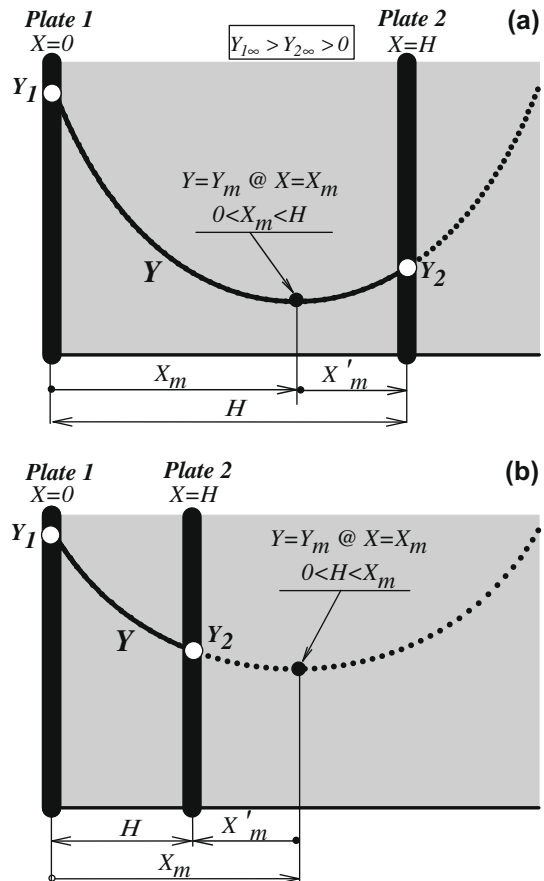 Plate 1
X=0
Y1∞ > Y2∞ > 0
Plate 2
X=H
(a)
Y1
Y=Ym @ X=Xm
0<Xm<H
Y
Y2
Xm
X'm
H
Plate 1
X=0
Plate 2
X=H
(b)
Y1
Y=Ym @ X=Xm
0<H<Xm
Y
Y2
H
X'm
Xm